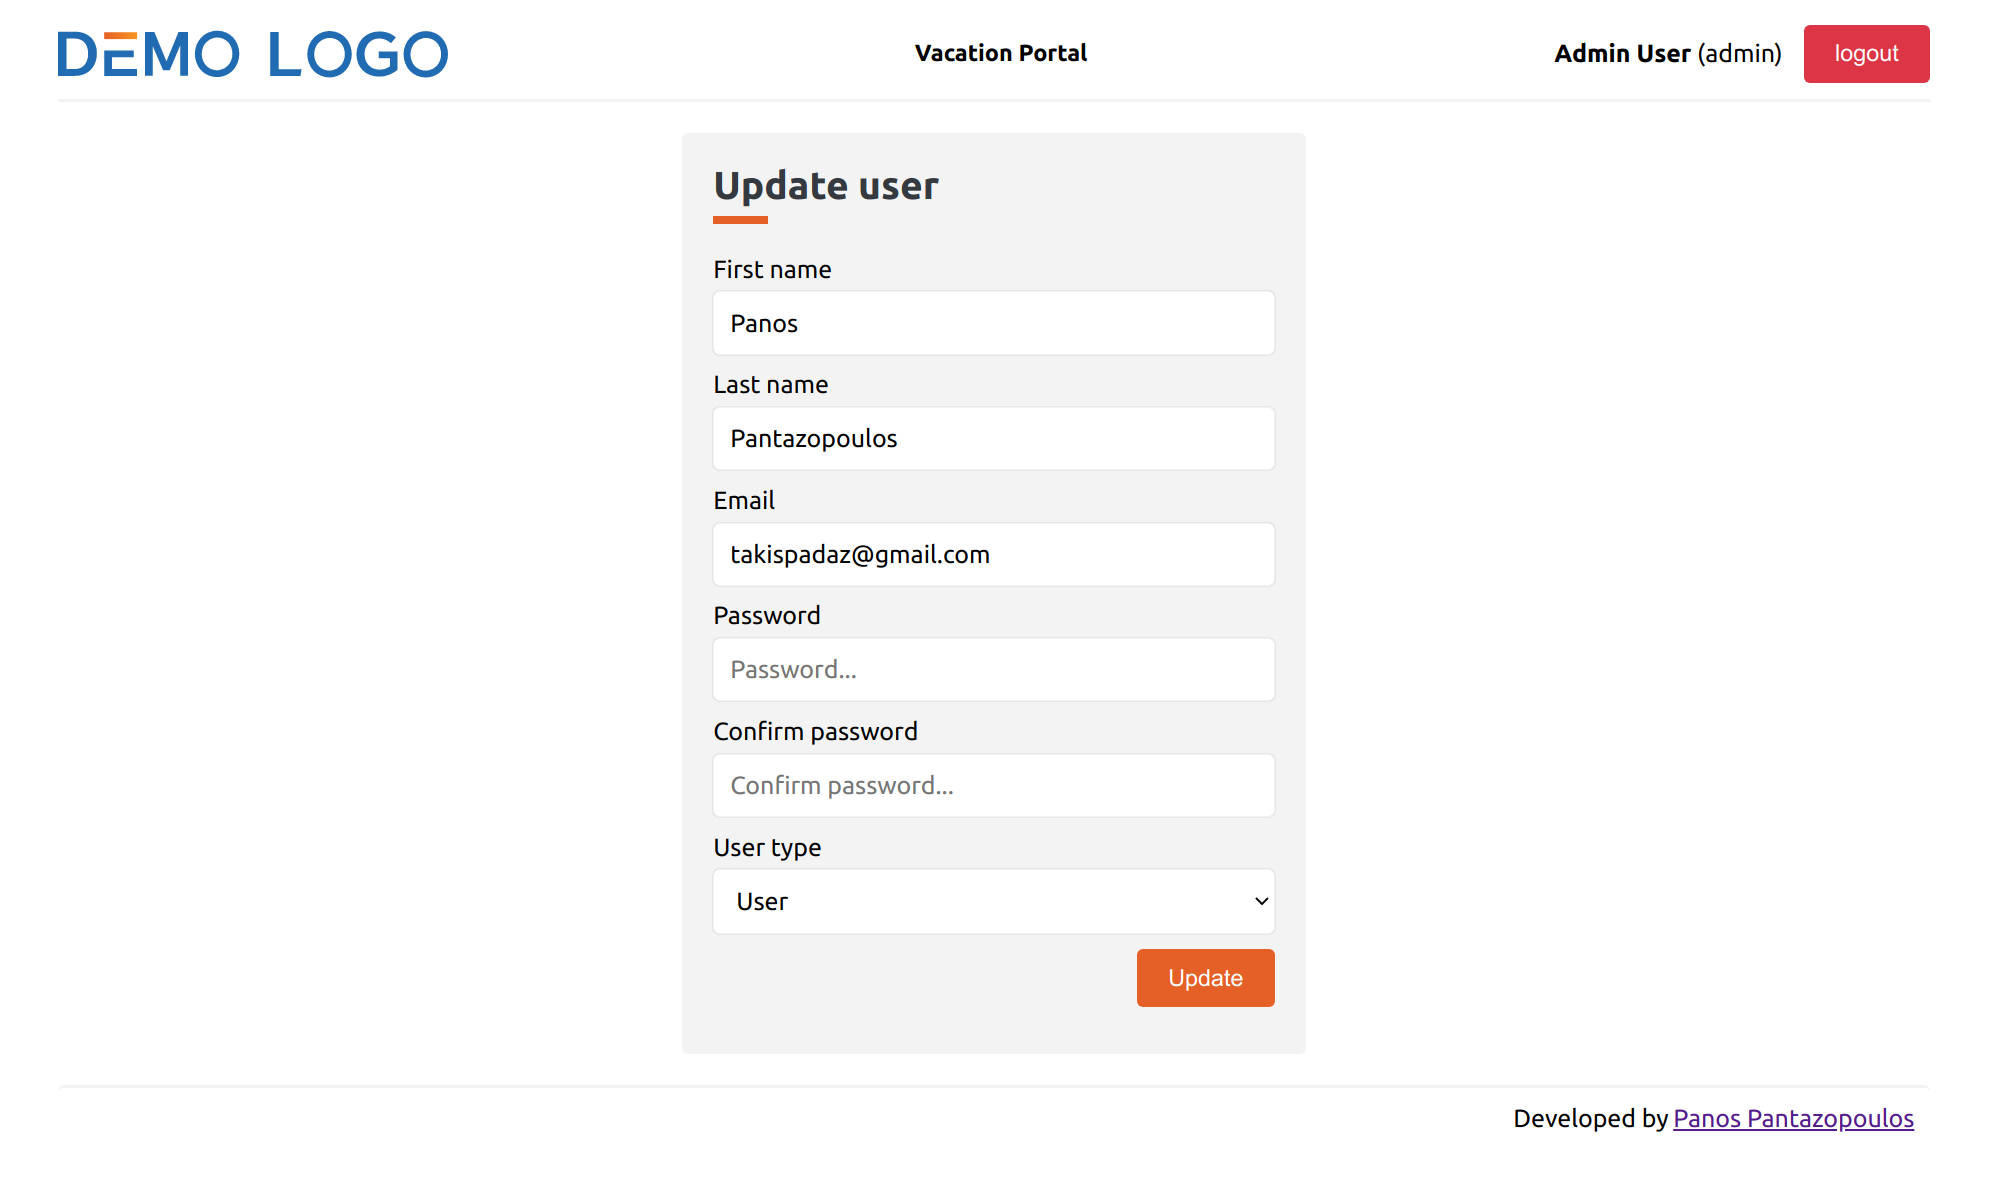 DEMO LOGO
Vacation Portal
Admin User (admin)
logout
Update user
First name
Panos
Last name
Pantazopoulos
Email
takispadaz@gmail.com
Password
Password...
Confirm password
Confirm password...
User type
User
Update
Developed by Panos Pantazopoulos